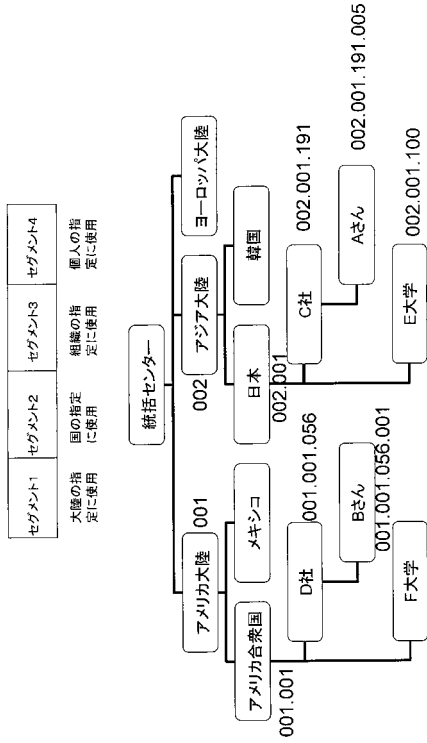 セグメント1
セグメント2
セグメント3
セグメント4
大陸の指
定に使用
国の指定
に使用
組織の指
定に使用
個人の指
定に使用
統括センター
アメリカ大陸
001
アジア大陸
002
ヨーロッパ大陸
アメリカ合衆国
001.001
メキシコ
日本
002.001
韓国
D社
001.001.056
C社
002.001.191
Bさん
001.001.056.001
Aさん
002.001.191.005
F大学
E大学
002.001.100